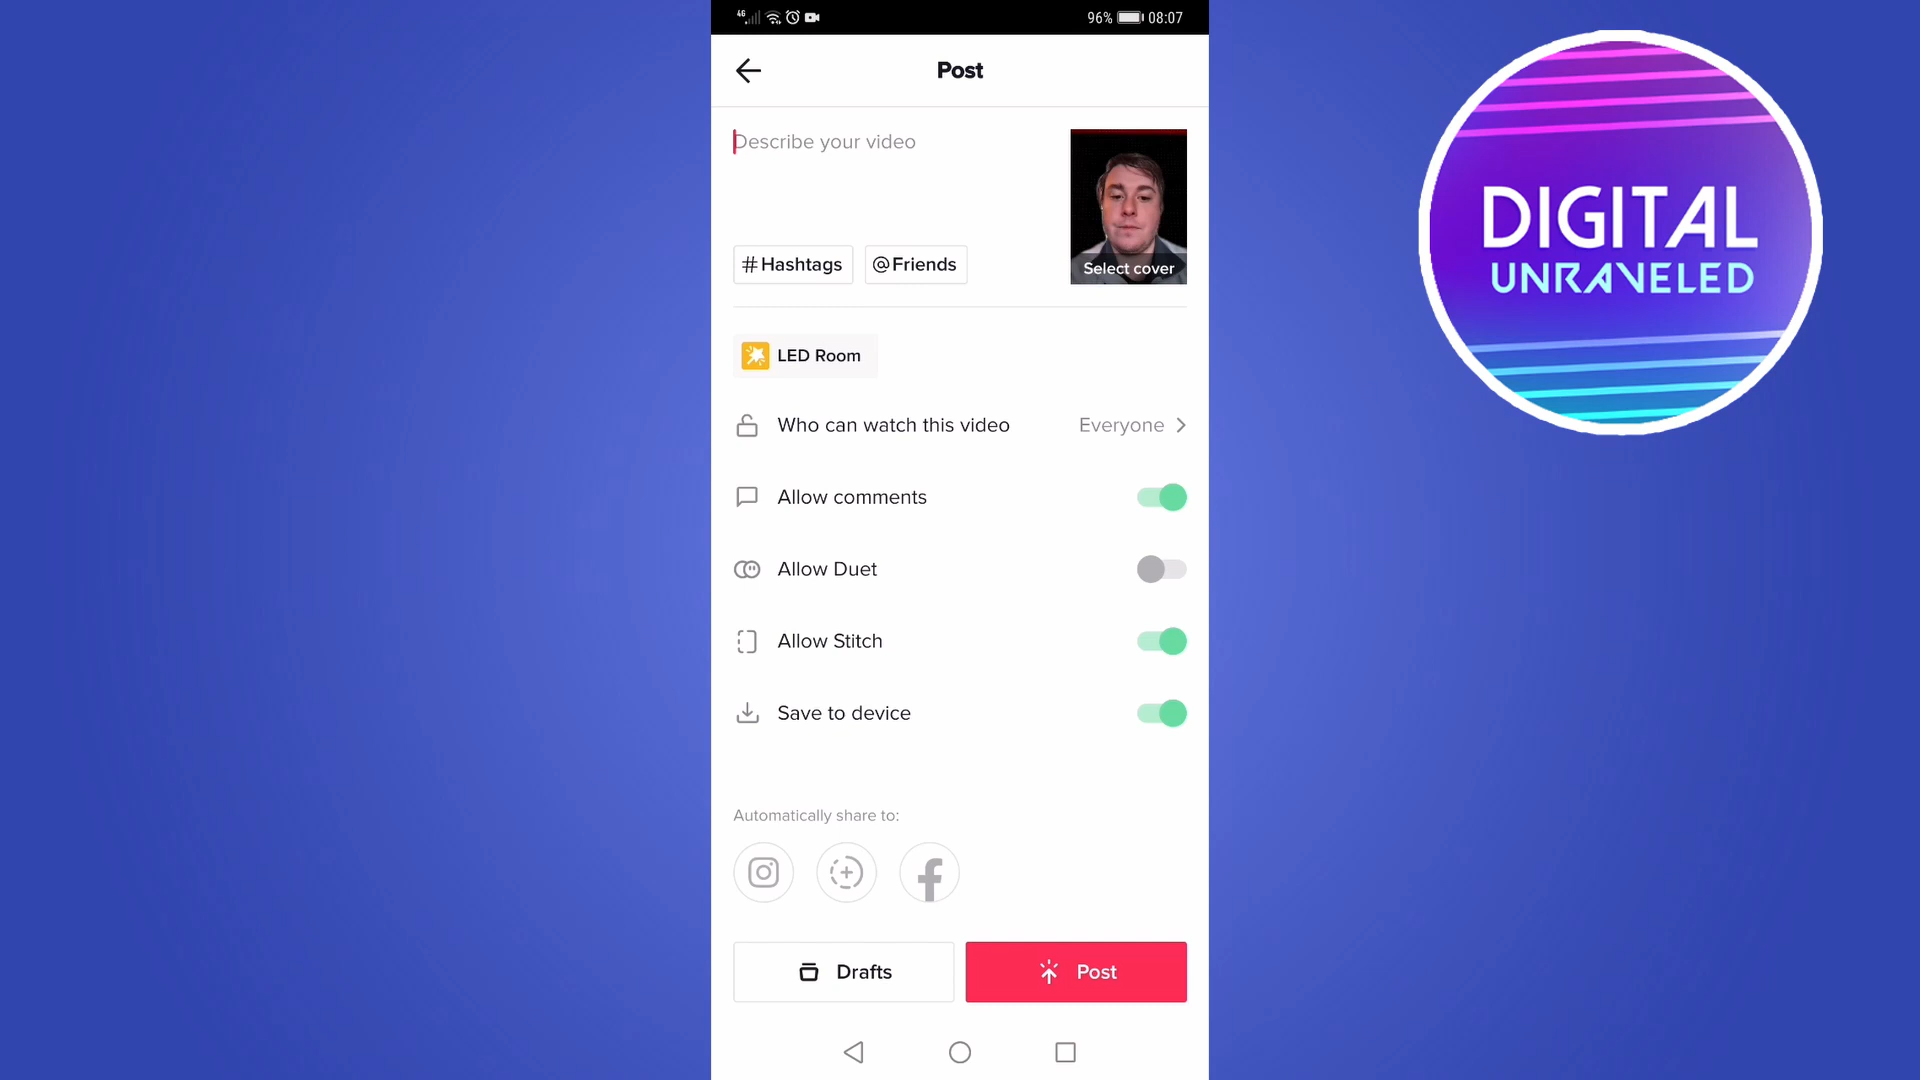 4G
96% 08:07
Post
Describe your video
#Hashtags @Friends
Select cover
LED Room
Who can watch this video Everyone
Allow comments
Allow Duet
Allow Stitch
Save to device
Automatically share to:
Drafts Post
DIGITAL
UNRAVELED